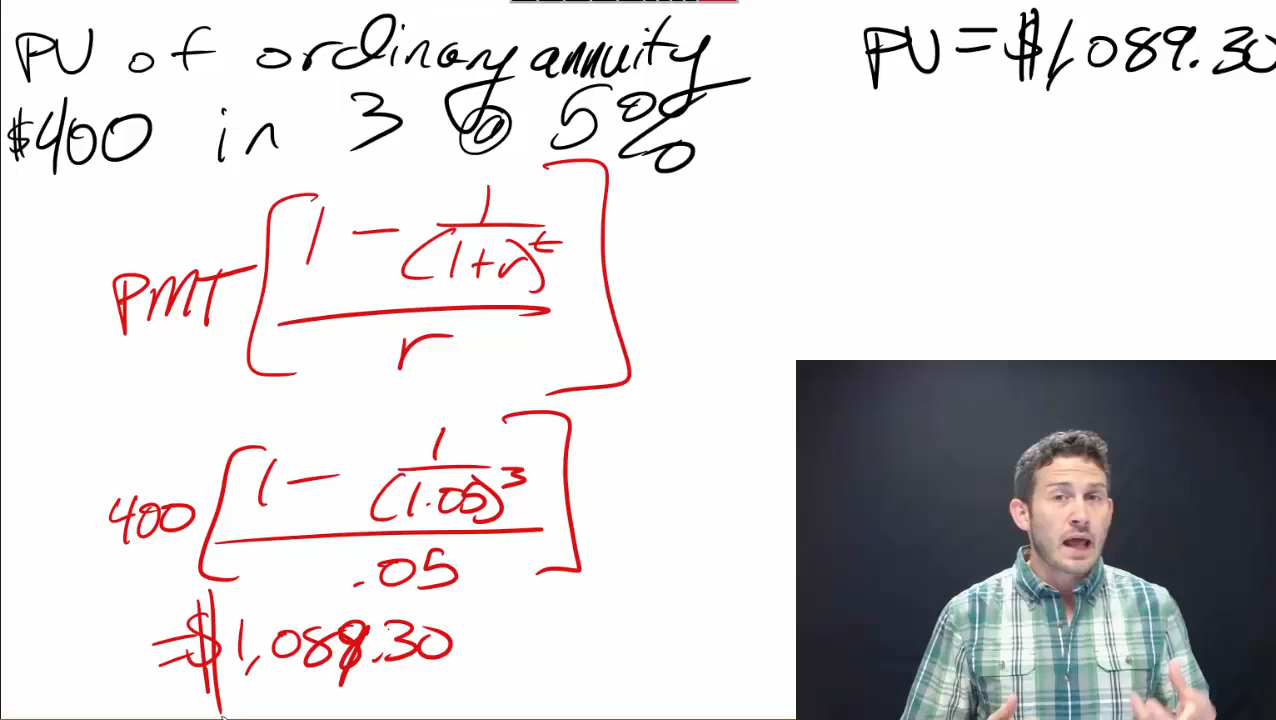 PV of ordinary annuity
$400 in 3 @ 5%
PV = $1,089.30
PMT [ 1 - 1
(1+r)^t
r ]
400 [ 1 - 1
(1.05)^3
.05 ]
= $1,089.30